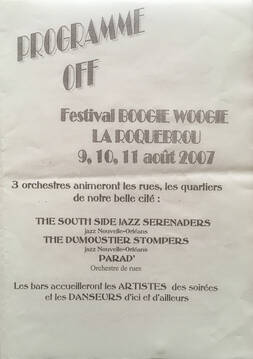 PROGRAMME
OFF
Festival BOOGIE WOOGIE
LA ROQUEBROU
9, 10, 11 août 2007
3 orchestres animeront les rues, les quartiers
de notre belle cité :
THE SOUTH SIDE JAZZ SERENADERS
jazz Nouvelle-Orléans
THE DUMOUSTIER STOMPERS
jazz Nouvelle-Orléans
PARAD'
Orchestre de rues
Les bars accueilleront les ARTISTES des soirées
et les DANSEURS d'ici et d'ailleurs